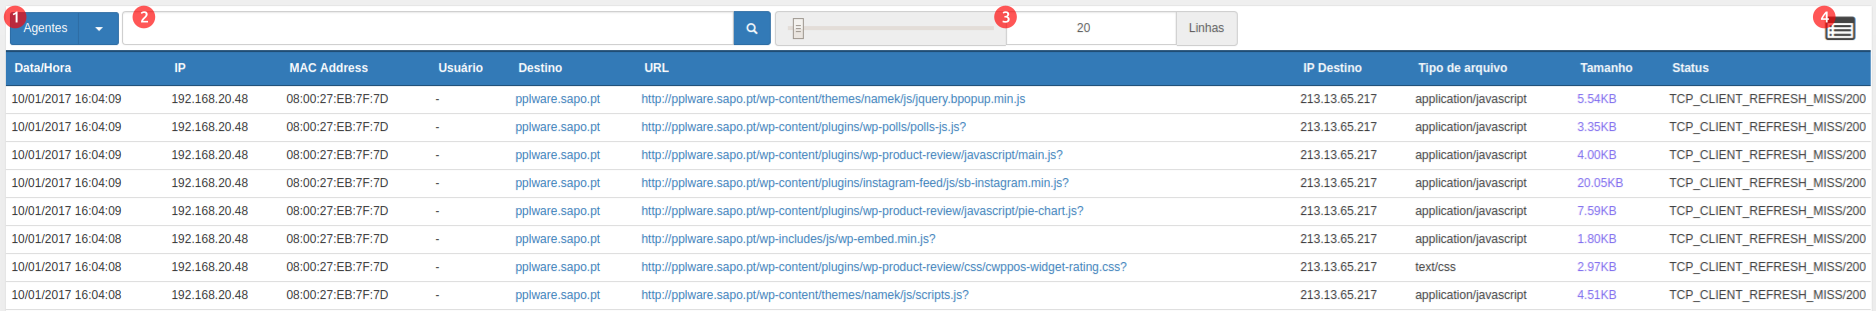 1 Agentes 2 3 20 Linhas 4
Data/Hora IP MAC Address Usuário Destino URL IP Destino Tipo de arquivo Tamanho Status
10/01/2017 16:04:09 192.168.20.48 08:00:27:EB:7F:7D - pplware.sapo.pt http://pplware.sapo.pt/wp-content/themes/namek/js/jquery.bpopup.min.js 213.13.65.217 application/javascript 5.54KB TCP_CLIENT_REFRESH_MISS/200
10/01/2017 16:04:09 192.168.20.48 08:00:27:EB:7F:7D - pplware.sapo.pt http://pplware.sapo.pt/wp-content/plugins/wp-polls/polls-js.js? 213.13.65.217 application/javascript 3.35KB TCP_CLIENT_REFRESH_MISS/200
10/01/2017 16:04:09 192.168.20.48 08:00:27:EB:7F:7D - pplware.sapo.pt http://pplware.sapo.pt/wp-content/plugins/wp-product-review/javascript/main.js? 213.13.65.217 application/javascript 4.00KB TCP_CLIENT_REFRESH_MISS/200
10/01/2017 16:04:09 192.168.20.48 08:00:27:EB:7F:7D - pplware.sapo.pt http://pplware.sapo.pt/wp-content/plugins/instagram-feed/js/sb-instagram.min.js? 213.13.65.217 application/javascript 20.05KB TCP_CLIENT_REFRESH_MISS/200
10/01/2017 16:04:09 192.168.20.48 08:00:27:EB:7F:7D - pplware.sapo.pt http://pplware.sapo.pt/wp-content/plugins/wp-product-review/javascript/pie-chart.js? 213.13.65.217 application/javascript 7.59KB TCP_CLIENT_REFRESH_MISS/200
10/01/2017 16:04:08 192.168.20.48 08:00:27:EB:7F:7D - pplware.sapo.pt http://pplware.sapo.pt/wp-includes/js/wp-embed.min.js? 213.13.65.217 application/javascript 1.80KB TCP_CLIENT_REFRESH_MISS/200
10/01/2017 16:04:08 192.168.20.48 08:00:27:EB:7F:7D - pplware.sapo.pt http://pplware.sapo.pt/wp-content/plugins/wp-product-review/css/cwppos-widget-rating.css? 213.13.65.217 text/css 2.97KB TCP_CLIENT_REFRESH_MISS/200
10/01/2017 16:04:08 192.168.20.48 08:00:27:EB:7F:7D - pplware.sapo.pt http://pplware.sapo.pt/wp-content/themes/namek/js/scripts.js? 213.13.65.217 application/javascript 4.51KB TCP_CLIENT_REFRESH_MISS/200